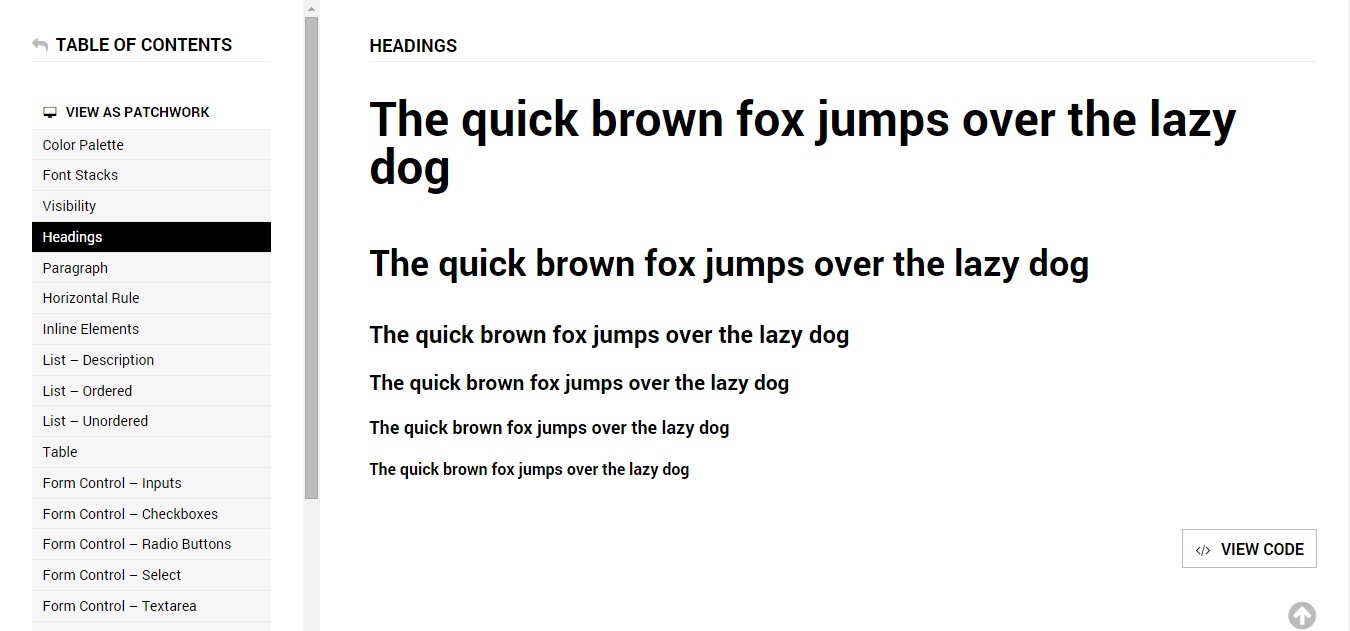 TABLE OF CONTENTS
VIEW AS PATCHWORK
Color Palette
Font Stacks
Visibility
Headings
Paragraph
Horizontal Rule
Inline Elements
List – Description
List – Ordered
List – Unordered
Table
Form Control – Inputs
Form Control – Checkboxes
Form Control – Radio Buttons
Form Control – Select
Form Control – Textarea
HEADINGS
The quick brown fox jumps over the lazy
dog
The quick brown fox jumps over the lazy dog
The quick brown fox jumps over the lazy dog
The quick brown fox jumps over the lazy dog
The quick brown fox jumps over the lazy dog
The quick brown fox jumps over the lazy dog
</> VIEW CODE